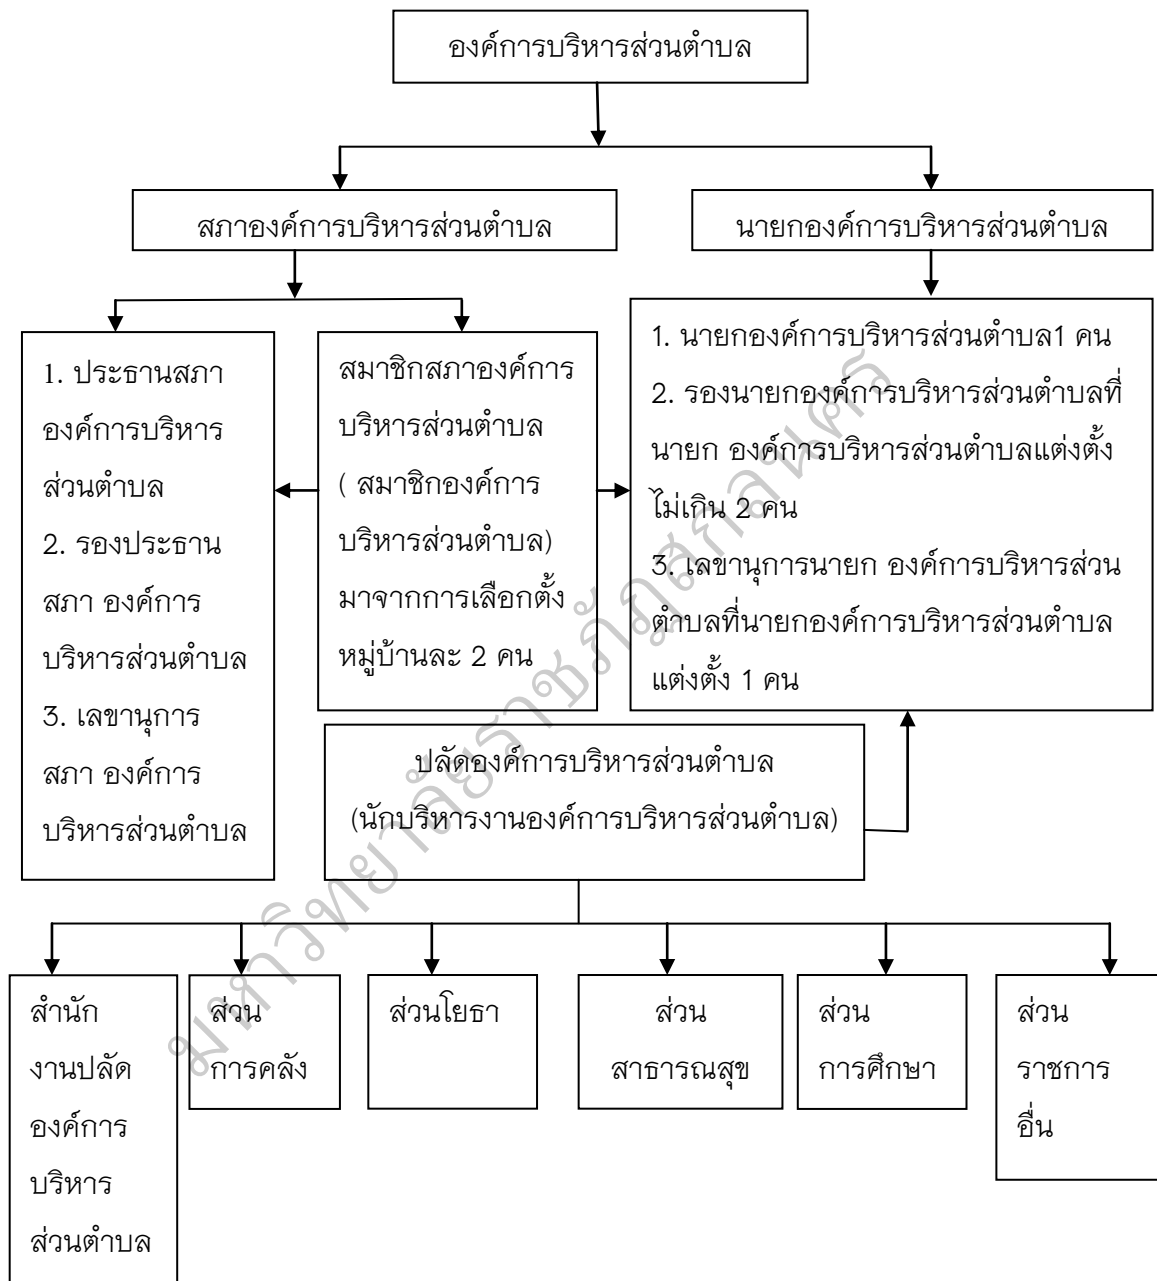 องค์การบริหารส่วนตำบล
สภาองค์การบริหารส่วนตำบล
นายกองค์การบริหารส่วนตำบล
1. ประธานสภา
องค์การบริหาร
ส่วนตำบล
2. รองประธาน
สภา องค์การ
บริหารส่วนตำบล
3. เลขานุการ
สภา องค์การ
บริหารส่วนตำบล
สมาชิกสภาองค์การ
บริหารส่วนตำบล
( สมาชิกองค์การ
บริหารส่วนตำบล)
มาจากการเลือกตั้ง
หมู่บ้านละ 2 คน
1. นายกองค์การบริหารส่วนตำบล1 คน
2. รองนายกองค์การบริหารส่วนตำบลที่
นายก องค์การบริหารส่วนตำบลแต่งตั้ง
ไม่เกิน 2 คน
3. เลขานุการนายก องค์การบริหารส่วน
ตำบลที่นายกองค์การบริหารส่วนตำบล
แต่งตั้ง 1 คน
ปลัดองค์การบริหารส่วนตำบล
(นักบริหารงานองค์การบริหารส่วนตำบล)
สำนัก
งานปลัด
องค์การ
บริหาร
ส่วนตำบล
ส่วน
การคลัง
ส่วนโยธา
ส่วน
สาธารณสุข
ส่วน
การศึกษา
ส่วน
ราชการ
อื่น
มหาวิทยาลัยราชภัฏสกลนคร